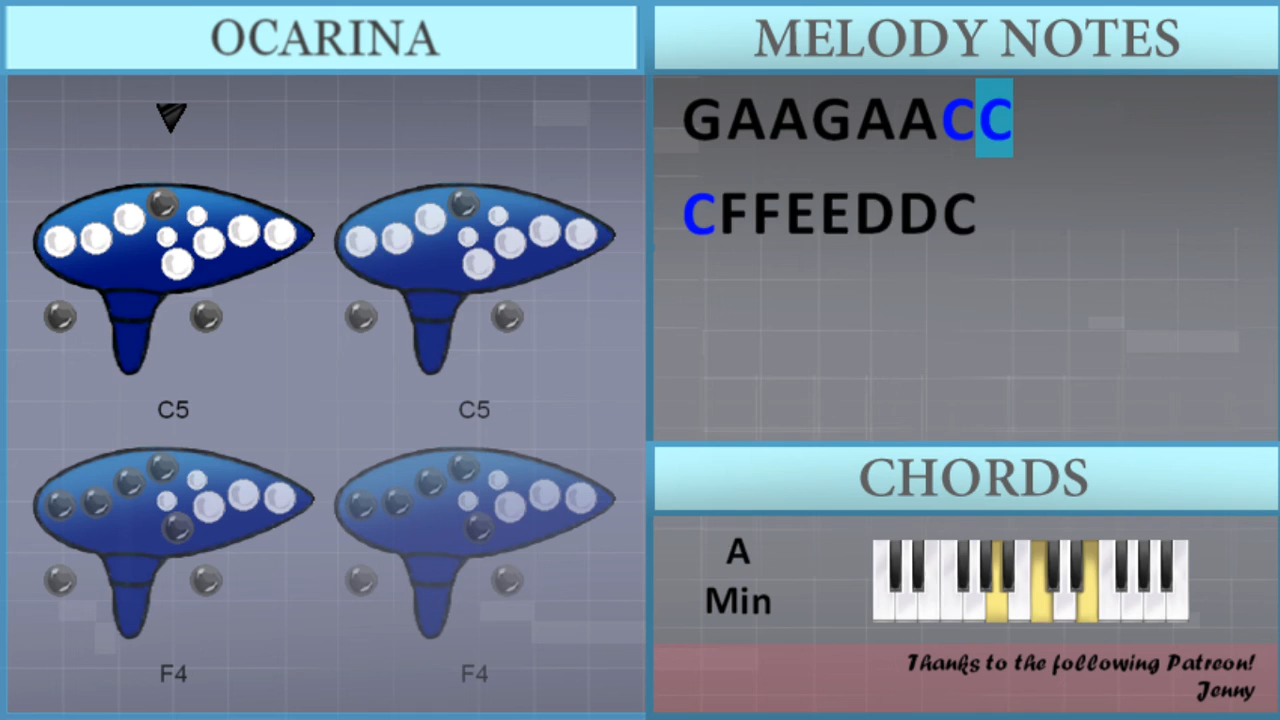 OCARINA
C5 C5
F4 F4
MELODY NOTES
GAAGAACC
CFFEEDDC
CHORDS
A
Min
Thanks to the following Patreon!
Jenny